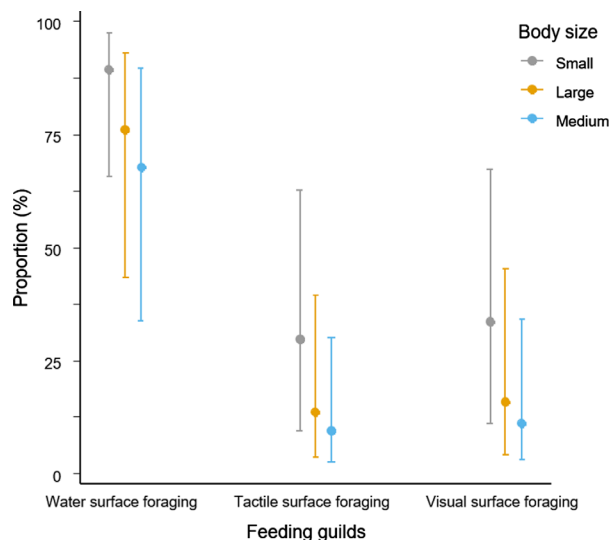 100
75
50
25
0
Proportion (%)
Body size
Small
Large
Medium
Water surface foraging
Tactile surface foraging
Visual surface foraging
Feeding guilds